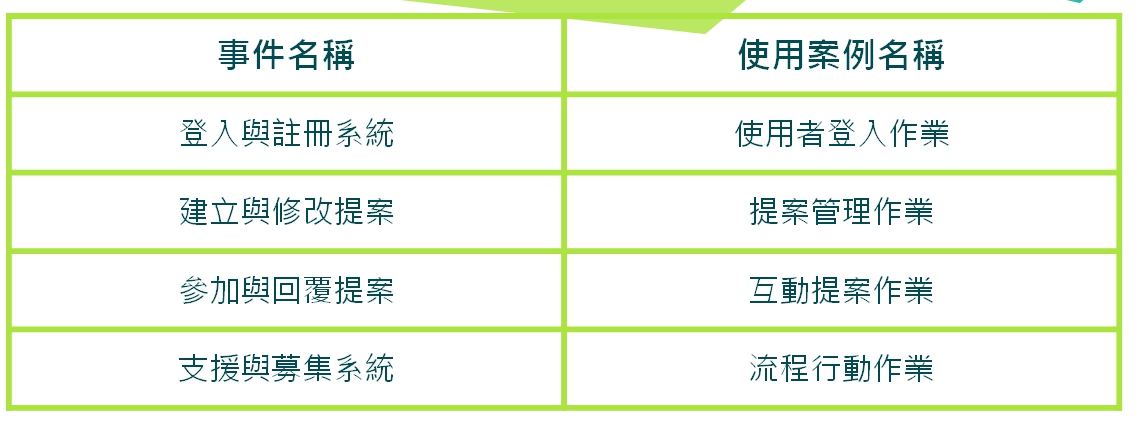 事件名稱 使用案例名稱
登入與註冊系統 使用者登入作業
建立與修改提案 提案管理作業
參加與回覆提案 互動提案作業
支援與募集系統 流程行動作業